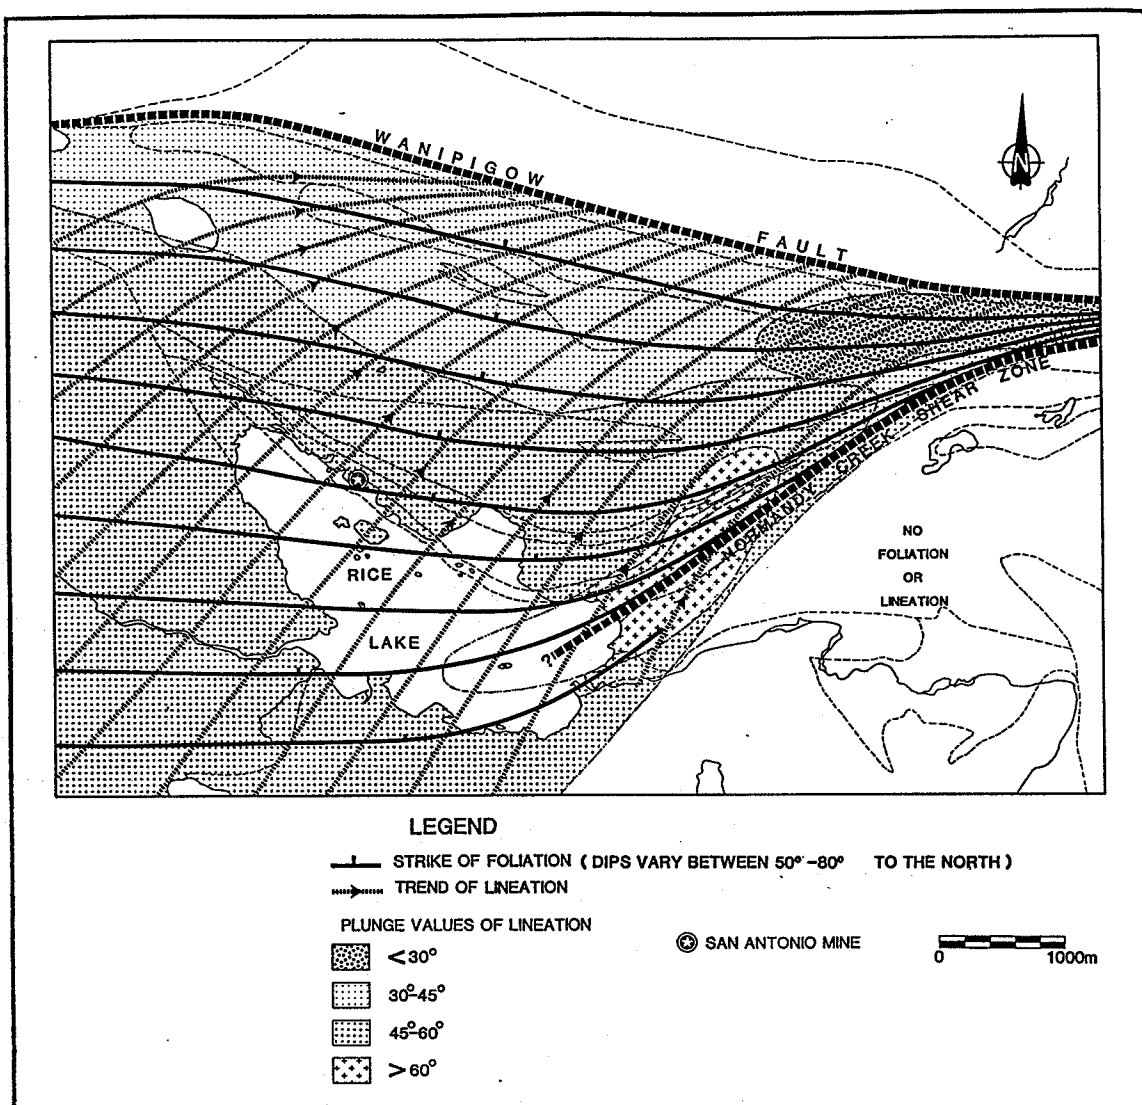 WANIPIGOW FAULT
N
NORMANDY CREEK SHEAR ZONE
NO
FOLIATION
OR
LINEATION
RICE
LAKE
?
LEGEND
STRIKE OF FOLIATION ( DIPS VARY BETWEEN 50°-80° TO THE NORTH )
TREND OF LINEATION
PLUNGE VALUES OF LINEATION
<30°
SAN ANTONIO MINE
0 1000m
30°-45°
45°-60°
>60°